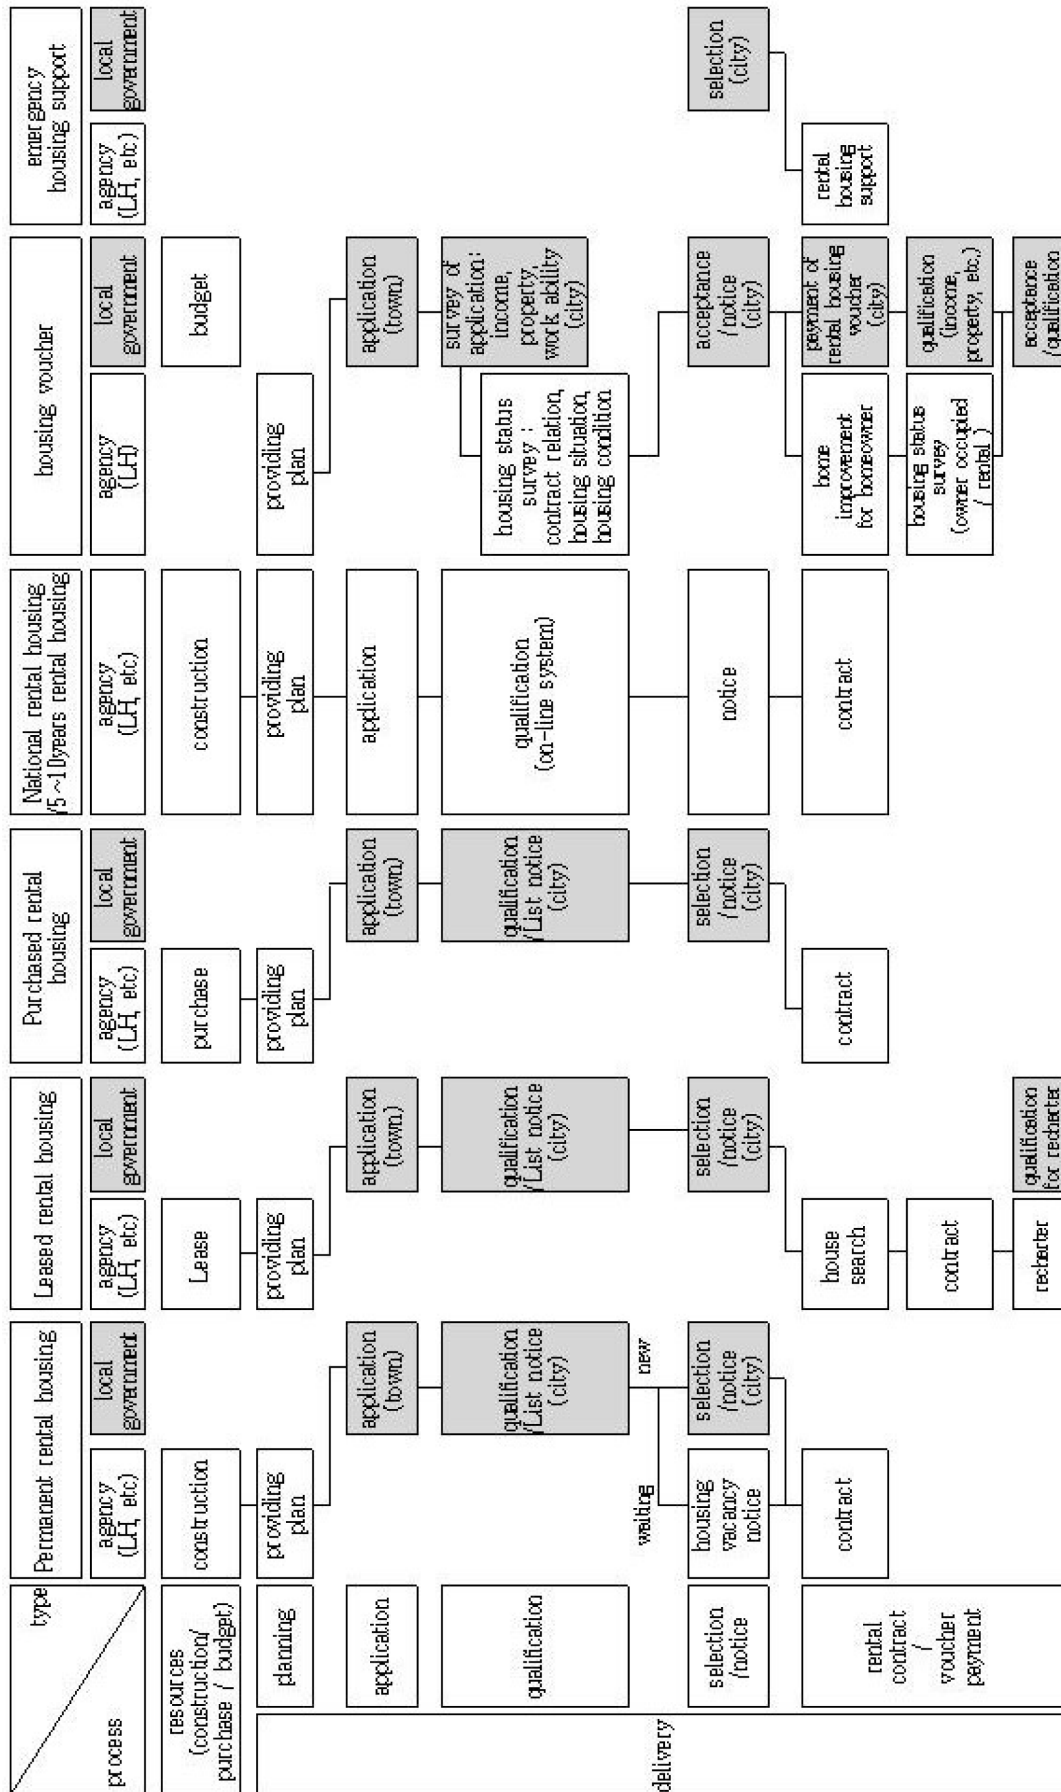 type
process
Permanent rental housing
Leased rental housing
Purchased rental
housing
National rental housing
/5~10years rental housing
housing voucher
emergency
housing support
agency
(LH, etc)
local
government
agency
(LH, etc)
local
government
agency
(LH, etc)
local
government
agency
(LH, etc)
agency
(LH)
local
government
agency
(LH, etc)
local
government
resources
(construction/
purchase / budget)
construction
Lease
purchase
construction
budget
delivery
planning
providing
plan
providing
plan
providing
plan
providing
plan
providing
plan
application
application
(town)
application
(town)
application
(town)
application
application
(town)
qualification
qualification
/List notice
(city)
qualification
/List notice
(city)
qualification
/List notice
(city)
qualification
(on-line system)
housing status
survey :
contract relation,
housing situation,
housing condition
survey of
application:
income,
property,
work ability
(city)
waiting
new
selection
/notice
housing
vacancy
notice
selection
/notice
(city)
selection
/notice
(city)
selection
/notice
(city)
notice
acceptance
/notice
(city)
selection
(city)
rental
contract
/
voucher
payment
contract
house
search
contract
contract
home
improvement
for homeowner
payment of
rental housing
voucher
(city)
rental
housing
support
contract
housing status
survey
(owner occupied
/ rental )
qualification
(income,
property, etc,)
recharter
qualification
for recharter
acceptance
/qualification